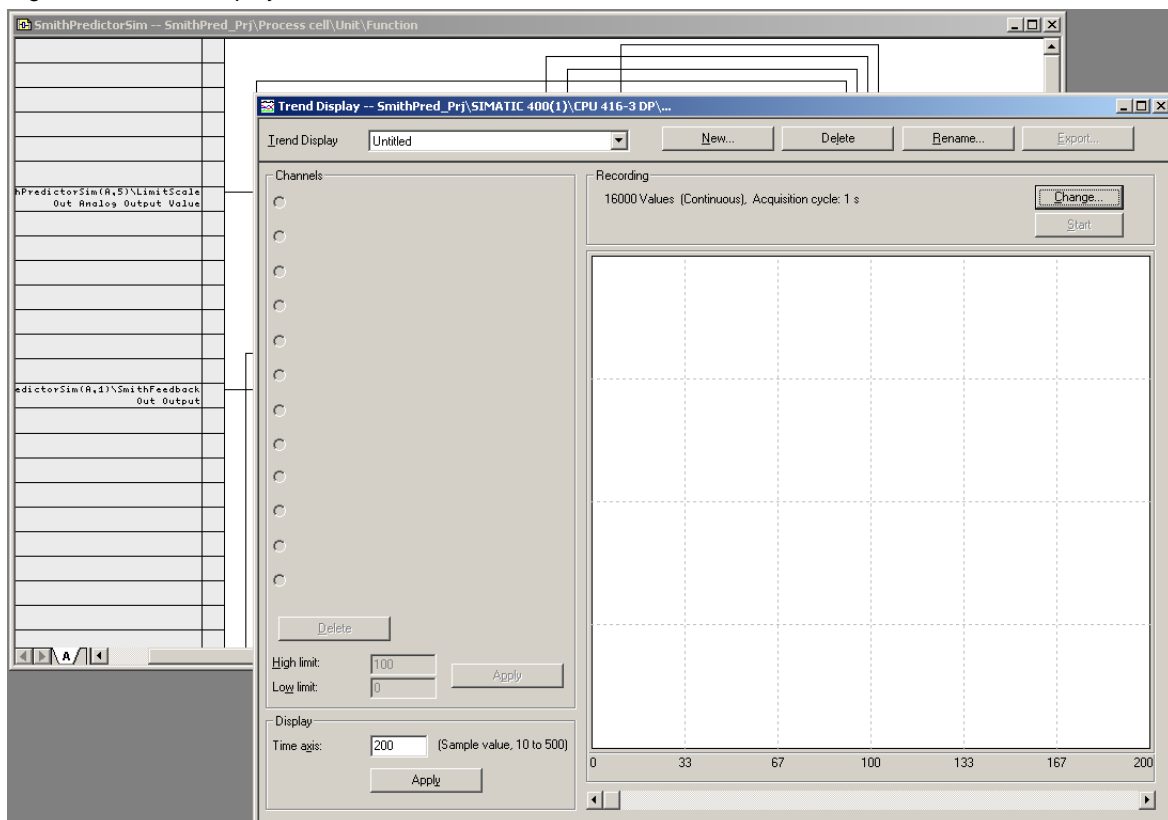 SmithPredictorSim -- SmithPred_Prj\Process cell\Unit\Function
hPredictorSim(A,5)\LimitScale
Out Analog Output Value
edictorSim(A,1)\SmithFeedback
Out Output
A
Trend Display -- SmithPred_Prj\SIMATIC 400(1)\CPU 416-3 DP\...
Trend Display
Untitled
New...
Delete
Rename...
Export...
Channels
Delete
High limit:
100
Low limit:
0
Apply
Display
Time axis:
200
(Sample value, 10 to 500)
Apply
Recording
16000 Values (Continuous), Acquisition cycle: 1 s
Change...
Start
0 33 67 100 133 167 200